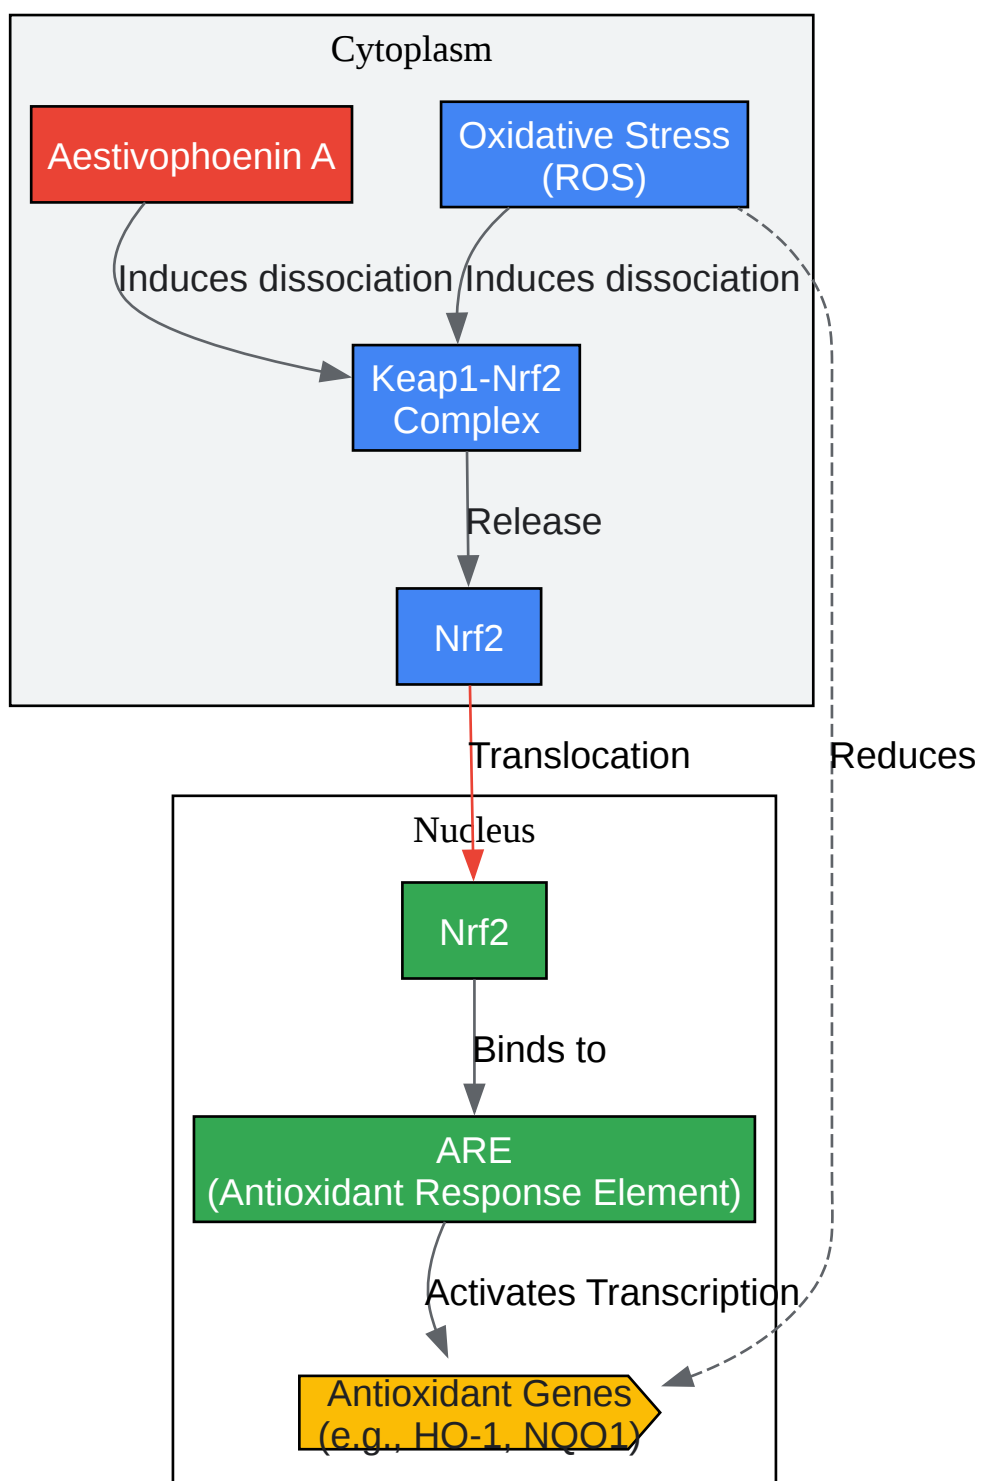 Cytoplasm
Aestivophoenin A
Oxidative Stress
(ROS)
Induces dissociation
Induces dissociation
Keap1-Nrf2
Complex
Release
Nrf2
Translocation
Reduces
Nucleus
Nrf2
Binds to
ARE
(Antioxidant Response Element)
Activates Transcription
Antioxidant Genes
(e.g., HO-1, NQO1)